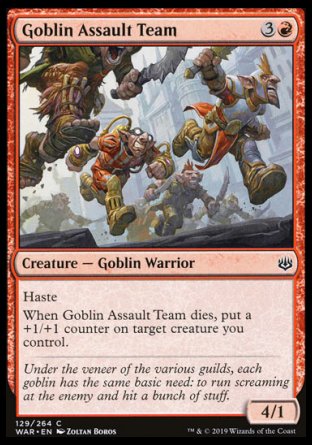 Goblin Assault Team 3
Creature — Goblin Warrior
Haste
When Goblin Assault Team dies, put a
+1/+1 counter on target creature you
control.
Under the veneer of the various guilds, each
goblin has the same basic need: to run screaming
at the enemy and hit a bunch of stuff.
4/1
129/264 C
WAR • EN Zoltan Boros
™ & © 2019 Wizards of the Coast